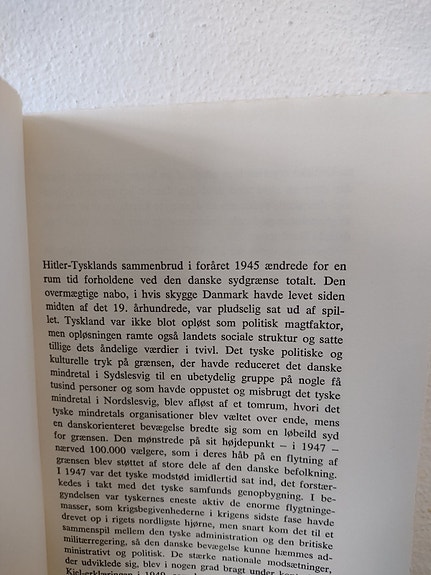 Hitler-Tysklands sammenbrud i foråret 1945 ændrede for en
rum tid forholdene ved den danske sydgrænse totalt. Den
overmægtige nabo, i hvis skygge Danmark havde levet siden
midten af det 19. århundrede, var pludselig sat ud af spil-
let. Tyskland var ikke blot opløst som politisk magtfaktor,
men opløsningen ramte også landets sociale struktur og satte
tillige dets åndelige værdier i tvivl. Det tyske politiske og
kulturelle tryk på grænsen, der havde reduceret det danske
mindretal i Sydslesvig til en ubetydelig gruppe på nogle få
tusind personer og som havde oppustet og misbrugt det tyske
mindretal i Nordslesvig, blev afløst af et tomrum, hvori det
tyske mindretals organisationer blev væltet over ende, mens
en danskorienteret bevægelse bredte sig som en løbeild syd
for grænsen. Den mønstrede på sit højdepunkt – i 1947 –
nærved 100.000 vælgere, som i deres håb på en flytning af
grænsen blev støttet af store dele af den danske befolkning.
I 1947 var det tyske modstød imidlertid sat ind, det forstær-
kedes i takt med det tyske samfunds genopbygning. I be-
gyndelsen var tyskernes eneste aktiv de enorme flygtninge-
masser, som krigsbegivenhederne i krigens sidste fase havde
drevet op i rigets nordligste hjørne, men snart kom det til et
sammenspil mellem den tyske administration og den britiske
militærregering, så den danske bevægelse kunne hæmmes ad-
ministrativt og politisk. De stærke nationale modsætninger,
der udviklede sig, blev i nogen grad bragt under
Kiel-erklæringen i 1949